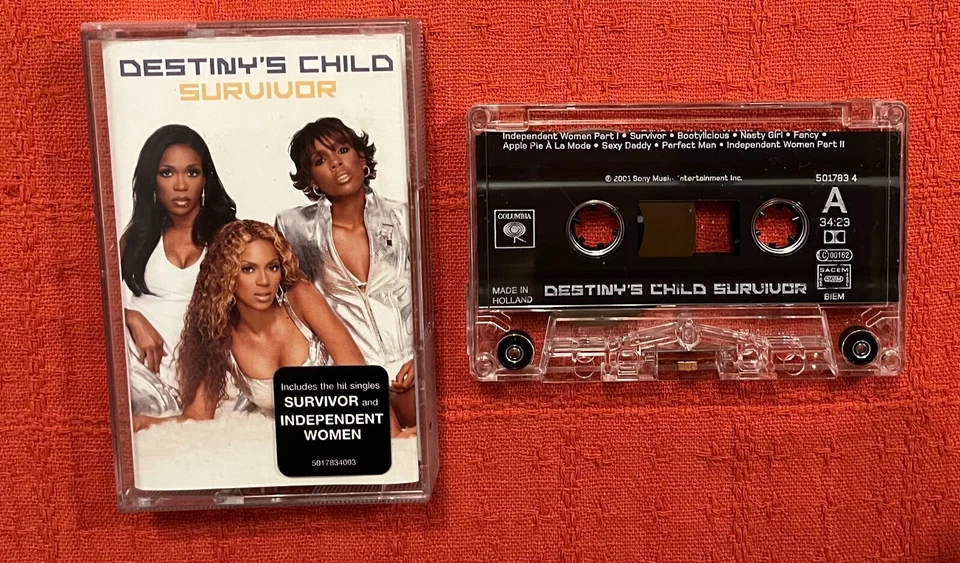 DESTINY'S CHILD
SURVIVOR
Includes the hit singles
SURVIVOR and
INDEPENDENT
WOMEN
5017834003
Independent Women Part I • Survivor • Bootylicious • Nasty Girl • Fancy •
Apple Pie À La Mode • Sexy Daddy • Perfect Man • Independent Women Part II
© 2001 Sony Music Entertainment Inc.
501783 4
COLUMBIA
A
34:23
LC 00162
SACEM
MADE IN
HOLLAND
DESTINY'S CHILD SURVIVOR
BIEM